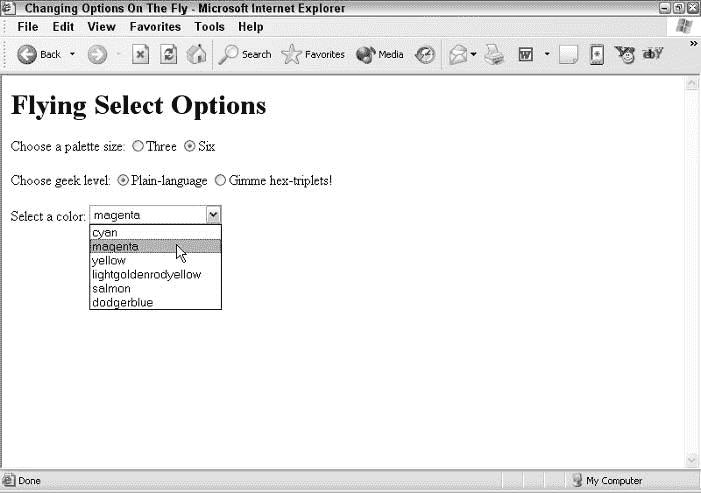 Changing Options On The Fly - Microsoft Internet Explorer
File Edit View Favorites Tools Help
Back Search Favorites Media W eBY »
Flying Select Options
Choose a palette size: Three Six
Choose geek level: Plain-language Gimme hex-triplets!
Select a color: magenta
cyan
magenta
yellow
lightgoldenrodyellow
salmon
dodgerblue
Done My Computer